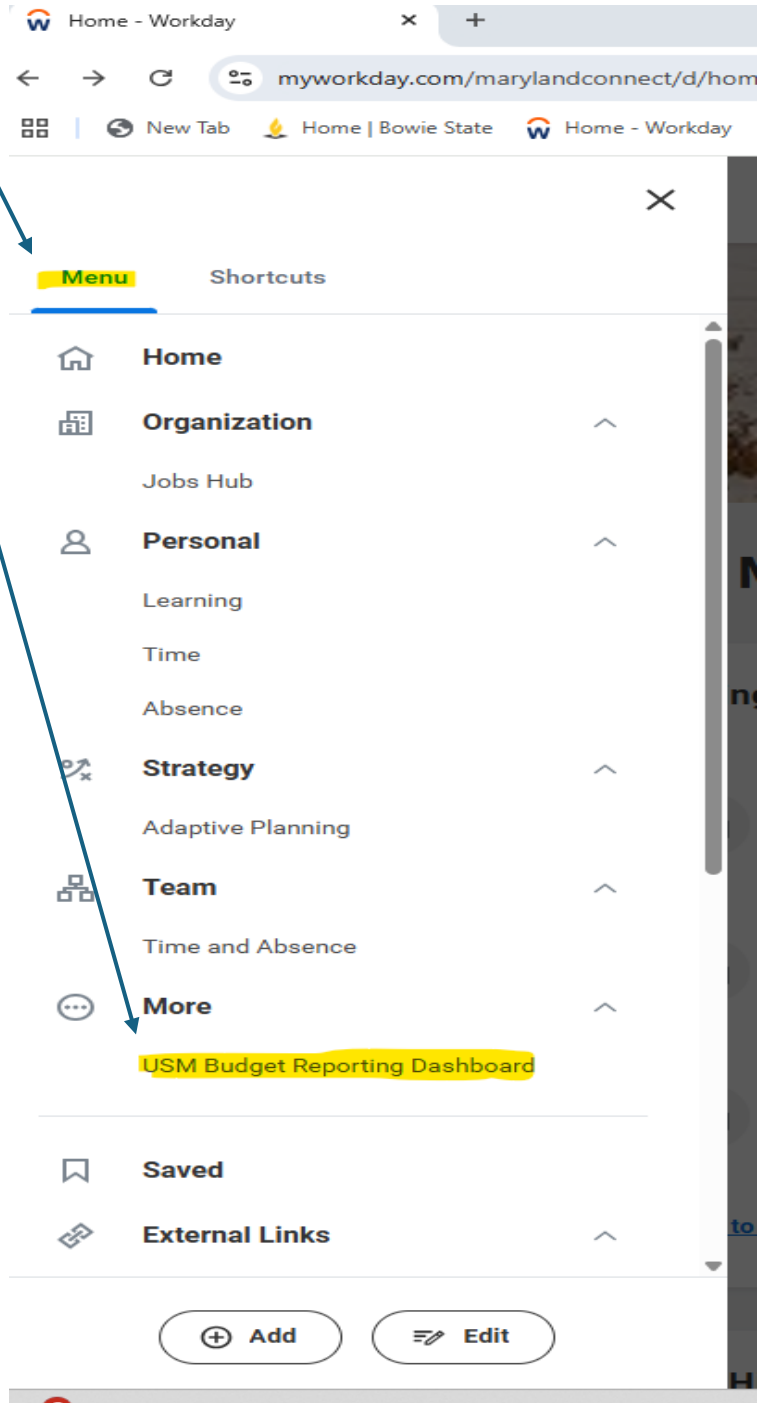 Home - Workday
myworkday.com/marylandconnect/d/hom
New Tab Home | Bowie State Home - Workday
Menu Shortcuts
Home
Organization
Jobs Hub
Personal
Learning
Time
Absence
Strategy
Adaptive Planning
Team
Time and Absence
More
USM Budget Reporting Dashboard
Saved
External Links
to
Add Edit
H